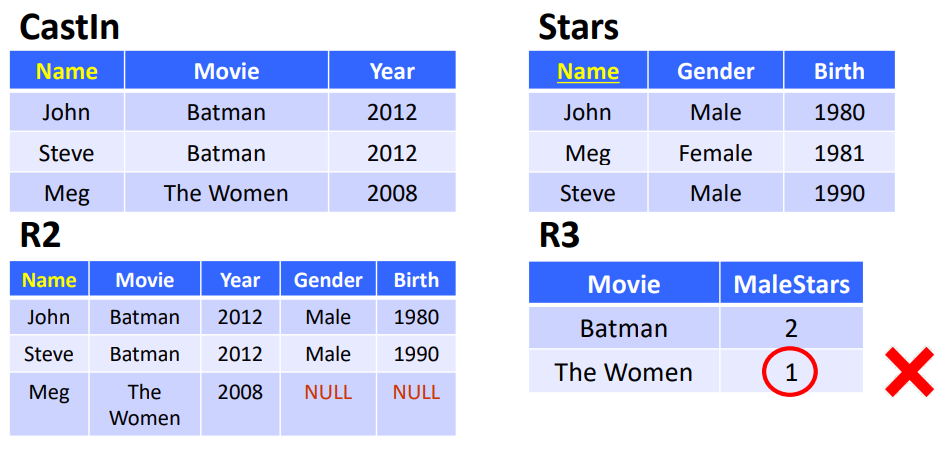 CastIn
Name Movie Year
John Batman 2012
Steve Batman 2012
Meg The Women 2008
Stars
Name Gender Birth
John Male 1980
Meg Female 1981
Steve Male 1990
R2
Name Movie Year Gender Birth
John Batman 2012 Male 1980
Steve Batman 2012 Male 1990
Meg The 2008 NULL NULL
Women
R3
Movie MaleStars
Batman 2
The Women 1